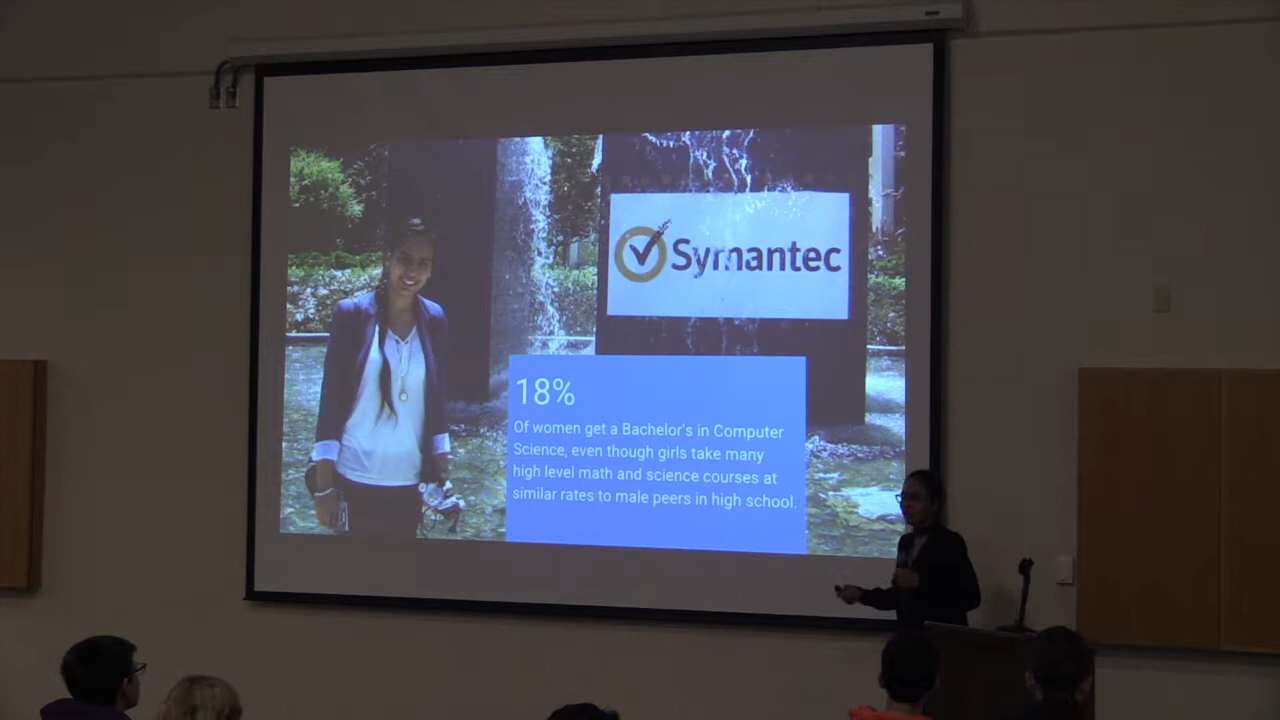 Symantec
18%
Of women get a Bachelor's in Computer
Science, even though girls take many
high level math and science courses at
similar rates to male peers in high school.